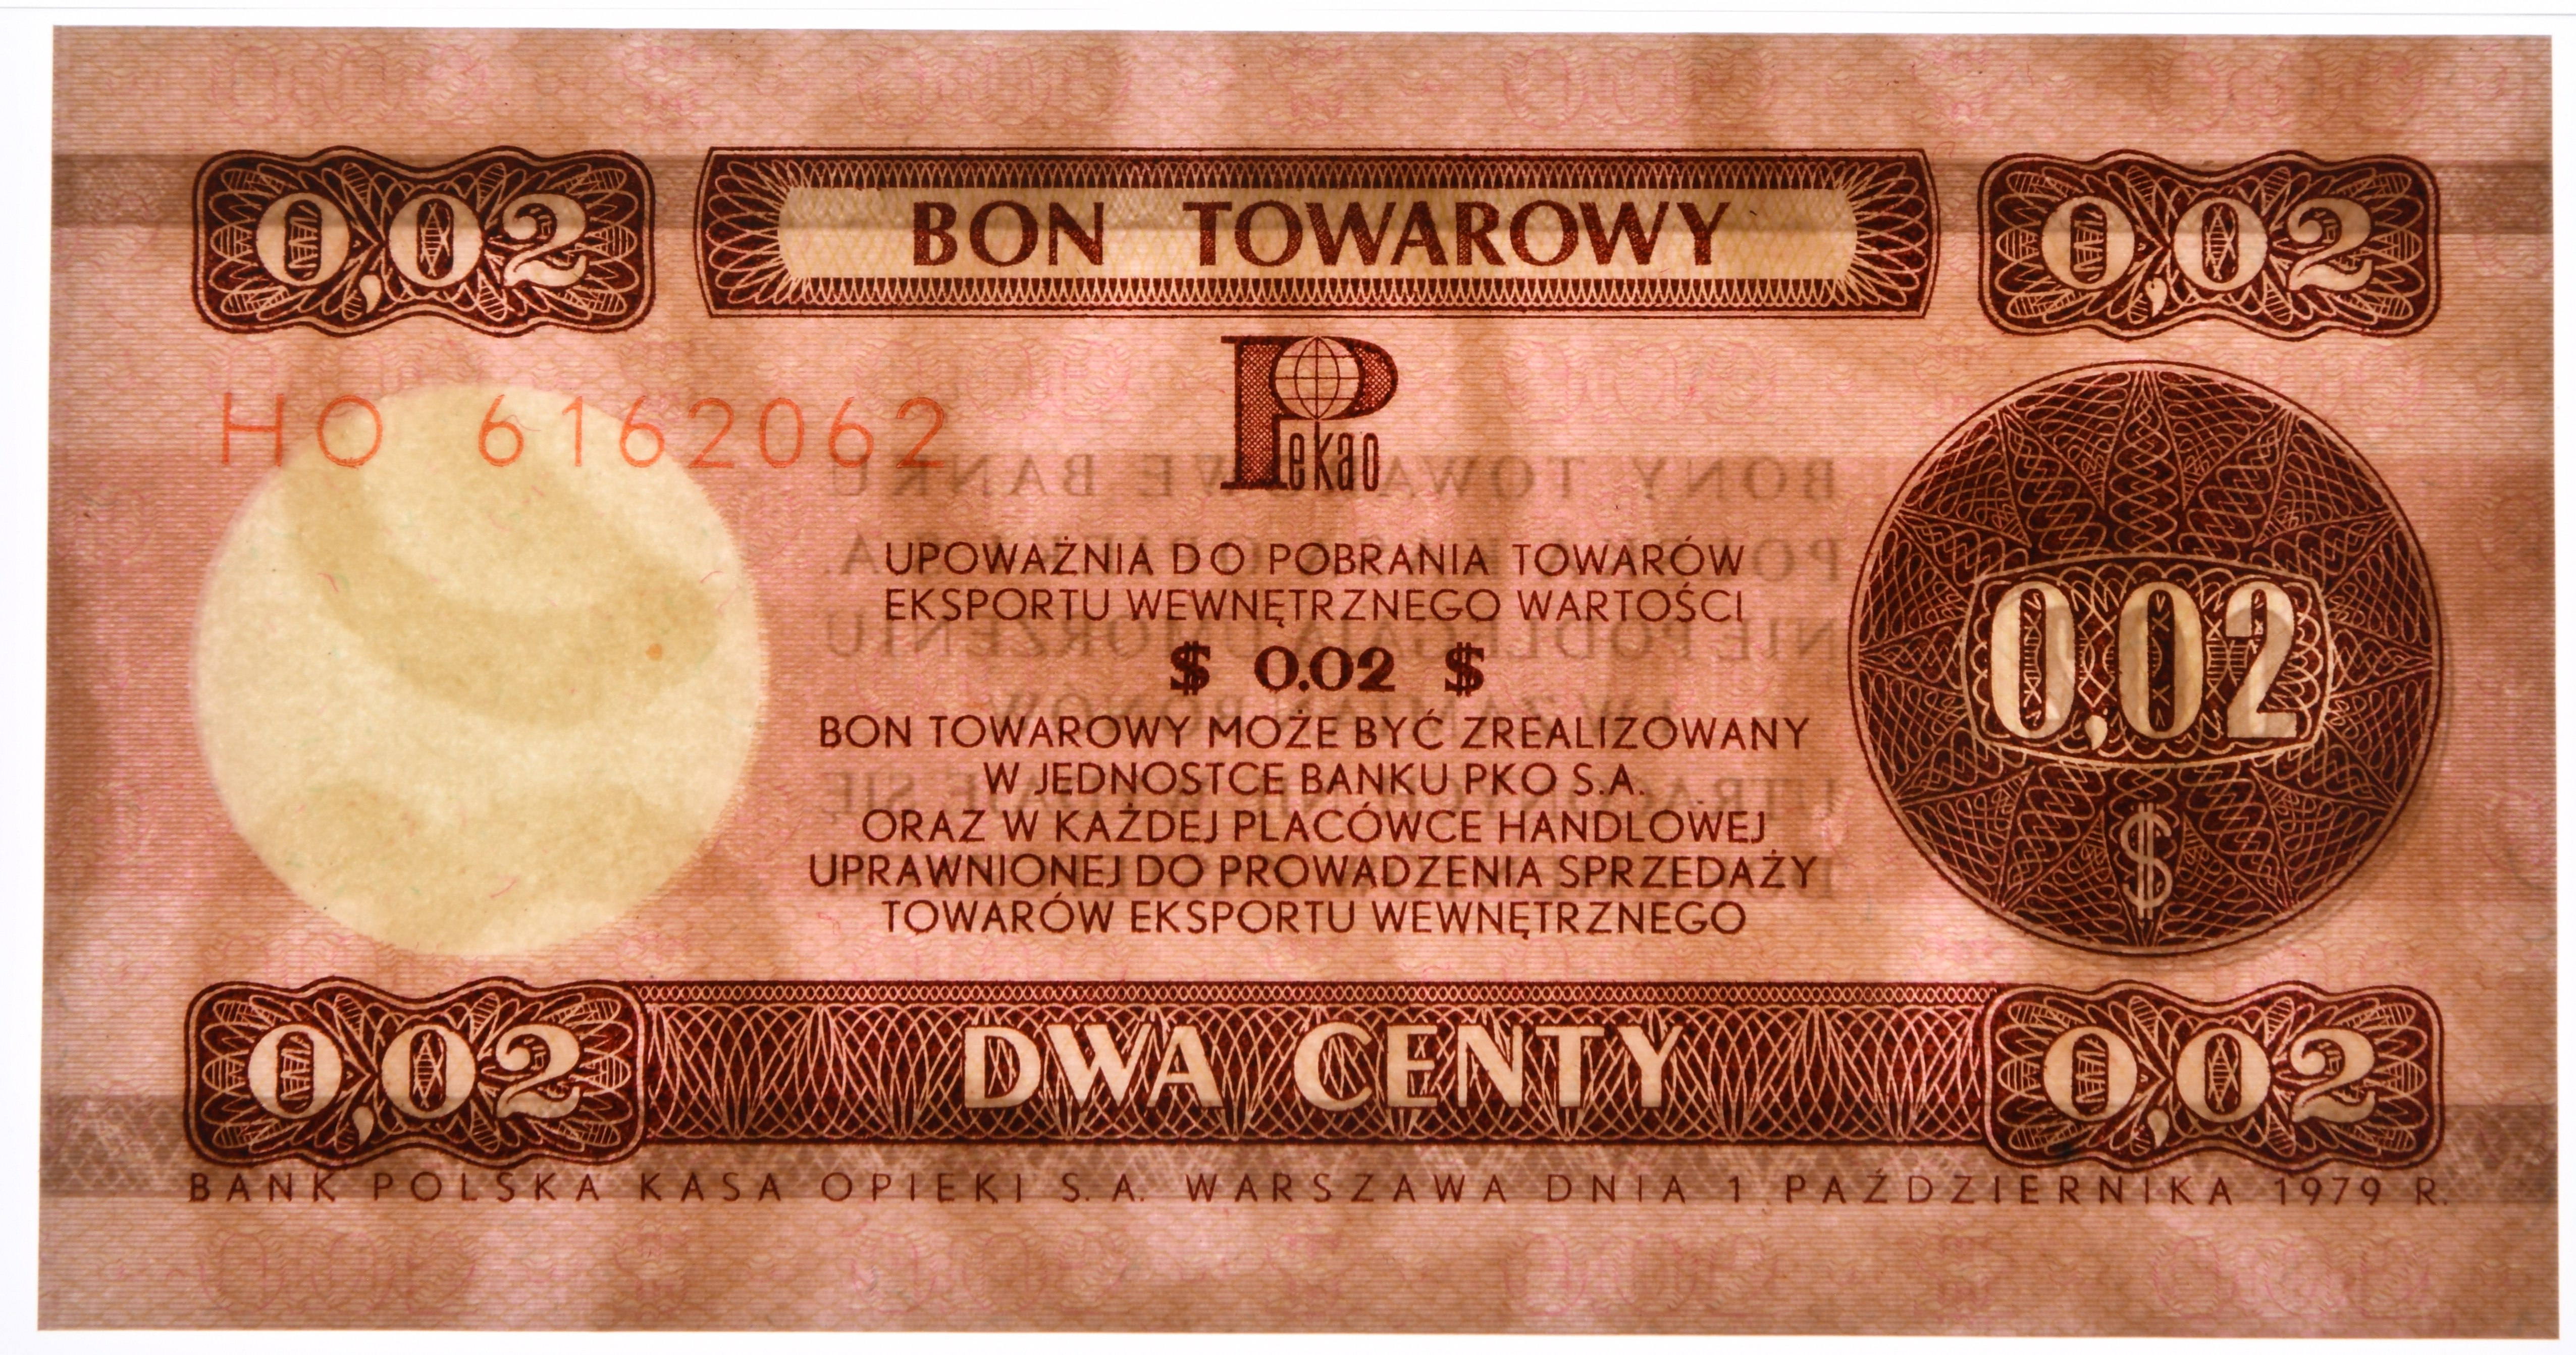 0,02 BON TOWAROWY 0,02
HO 6162062
Pekao
UPOWAŻNIA DO POBRANIA TOWARÓW
EKSPORTU WEWNĘTRZNEGO WARTOŚCI
$ 0.02 $
BON TOWAROWY MOŻE BYĆ ZREALIZOWANY
W JEDNOSTCE BANKU PKO S.A.
ORAZ W KAŻDEJ PLACÓWCE HANDLOWEJ
UPRAWNIONEJ DO PROWADZENIA SPRZEDAŻY
TOWARÓW EKSPORTU WEWNĘTRZNEGO
0,02
$
0,02 DWA CENTY 0,02
BANK POLSKA KASA OPIEKI S.A. WARSZAWA DNIA 1 PAŹDZIERNIKA 1979 R.